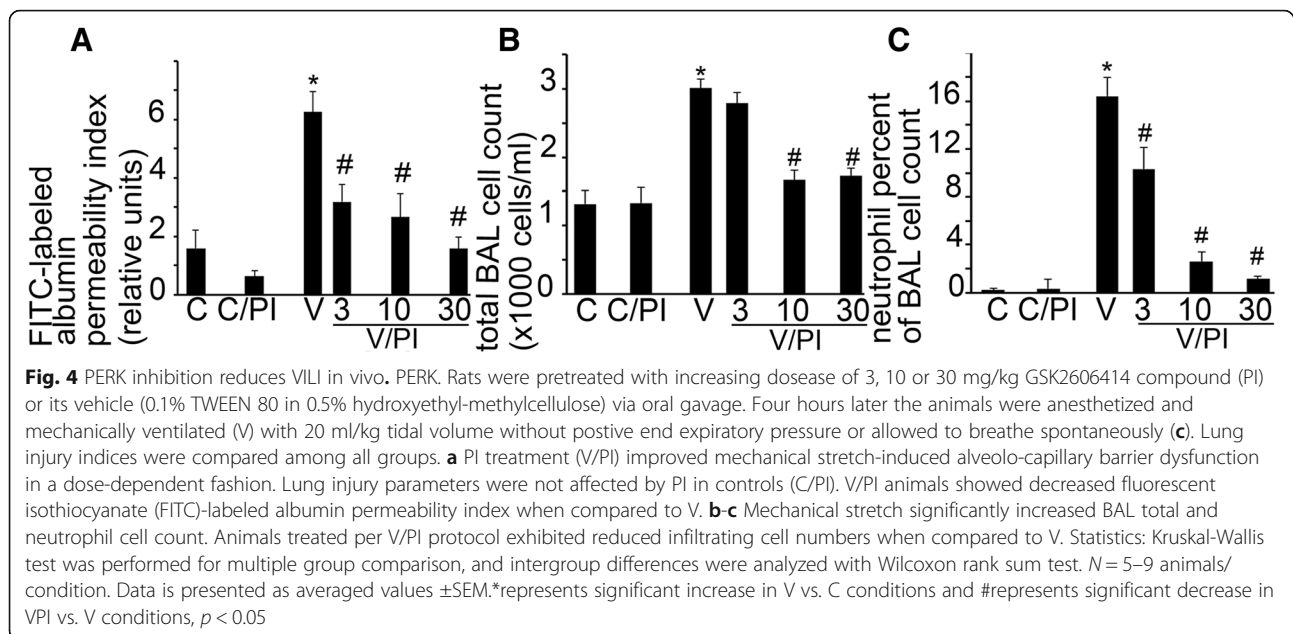 A
B
C
FITC-labeled
albumin
permeability index
(relative units)
6
4
2
0
*
#
#
#
C C/PI V 3 10 30
V/PI
total BAL cell count
(x1000 cells/ml)
3
2
1
0
*
#
#
C C/PI V 3 10 30
V/PI
neutrophil percent
of BAL cell count
16
12
8
4
0
*
#
#
#
C C/PI V 3 10 30
V/PI
Fig. 4 PERK inhibition reduces VILI in vivo. PERK. Rats were pretreated with increasing dosease of 3, 10 or 30 mg/kg GSK2606414 compound (PI)
or its vehicle (0.1% TWEEN 80 in 0.5% hydroxyethyl-methylcellulose) via oral gavage. Four hours later the animals were anesthetized and
mechanically ventilated (V) with 20 ml/kg tidal volume without postive end expiratory pressure or allowed to breathe spontaneously (c). Lung
injury indices were compared among all groups. a PI treatment (V/PI) improved mechanical stretch-induced alveolo-capillary barrier dysfunction
in a dose-dependent fashion. Lung injury parameters were not affected by PI in controls (C/PI). V/PI animals showed decreased fluorescent
isothiocyanate (FITC)-labeled albumin permeability index when compared to V. b-c Mechanical stretch significantly increased BAL total and
neutrophil cell count. Animals treated per V/PI protocol exhibited reduced infiltrating cell numbers when compared to V. Statistics: Kruskal-Wallis
test was performed for multiple group comparison, and intergroup differences were analyzed with Wilcoxon rank sum test. N = 5–9 animals/
condition. Data is presented as averaged values ±SEM.*represents significant increase in V vs. C conditions and #represents significant decrease in
VPI vs. V conditions, p < 0.05